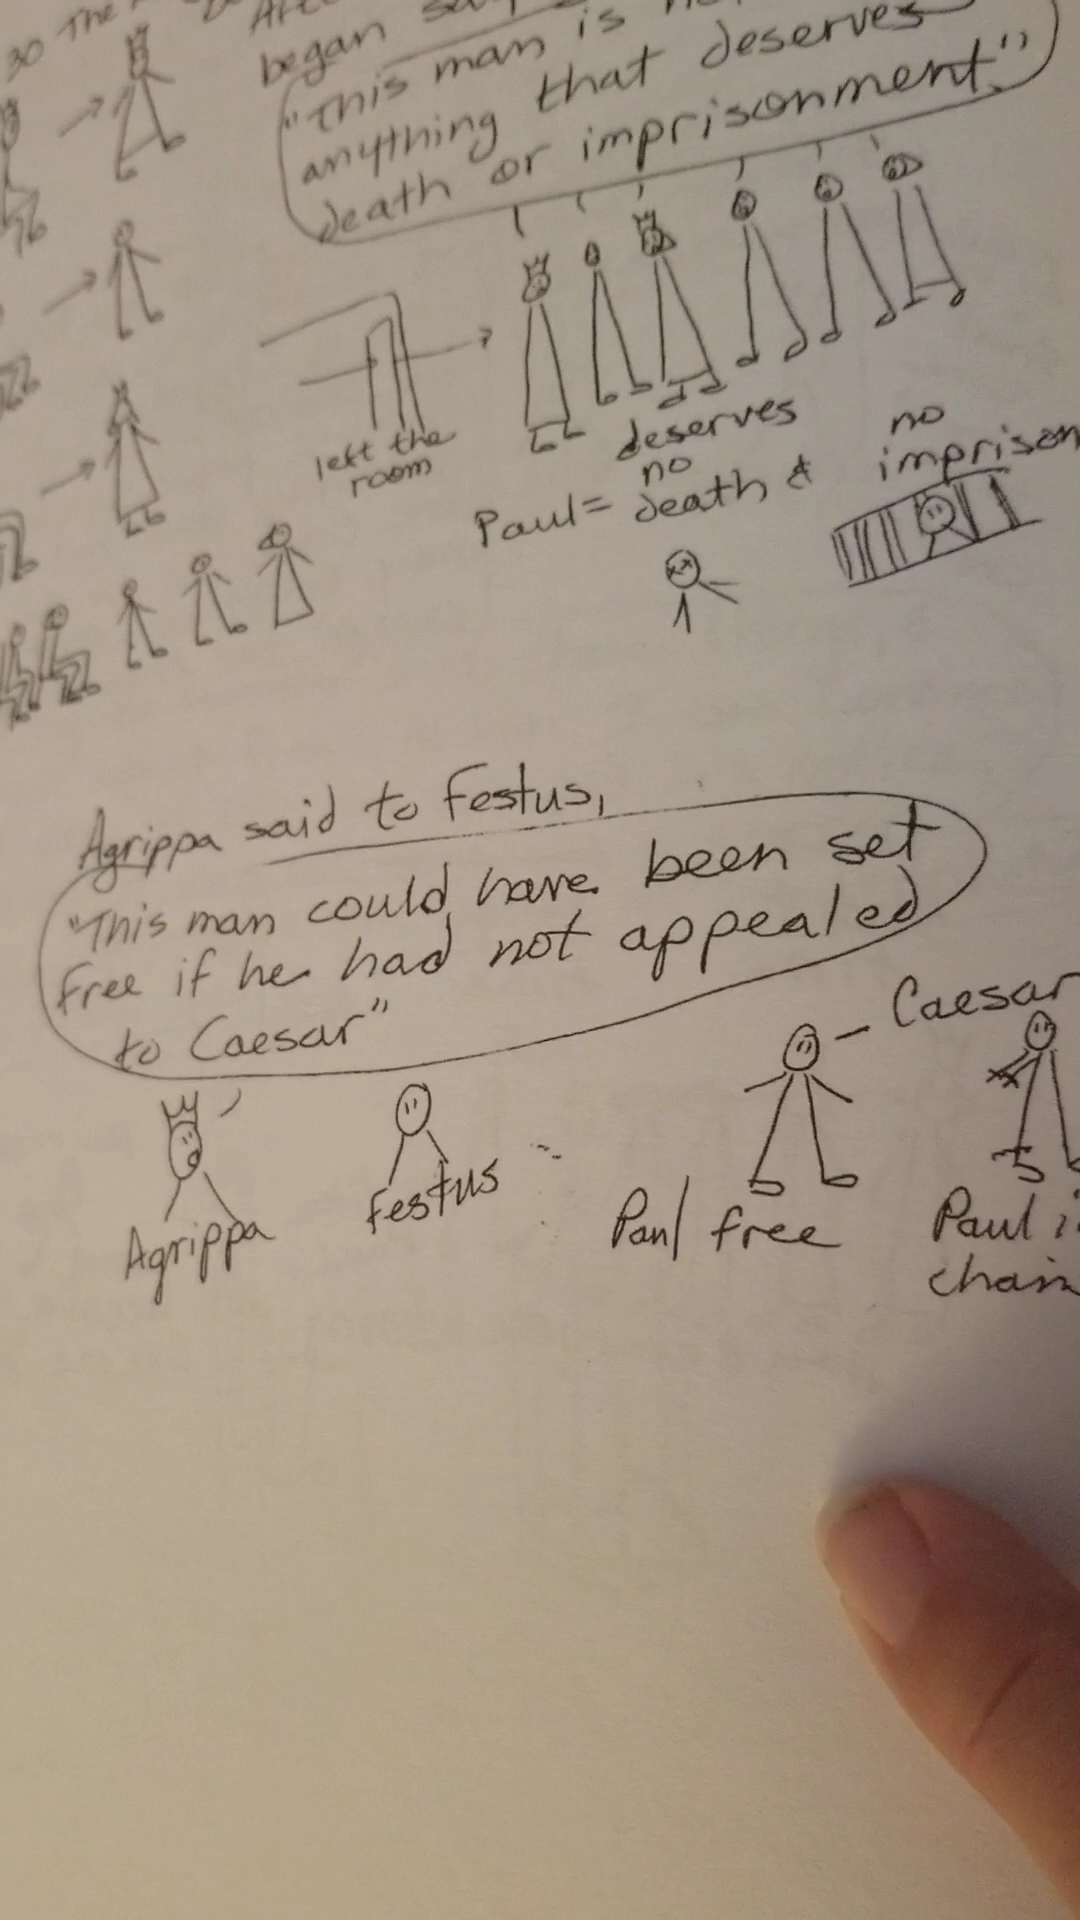 30 The
began
"This man is
anything that deserves
death or imprisonment."
left the
room
deserves
no no
Paul = death & imprison
Agrippa said to Festus,
"This man could have been set
free if he had not appealed
to Caesar"
Caesar
Agrippa
Festus
Paul free
Paul
chain